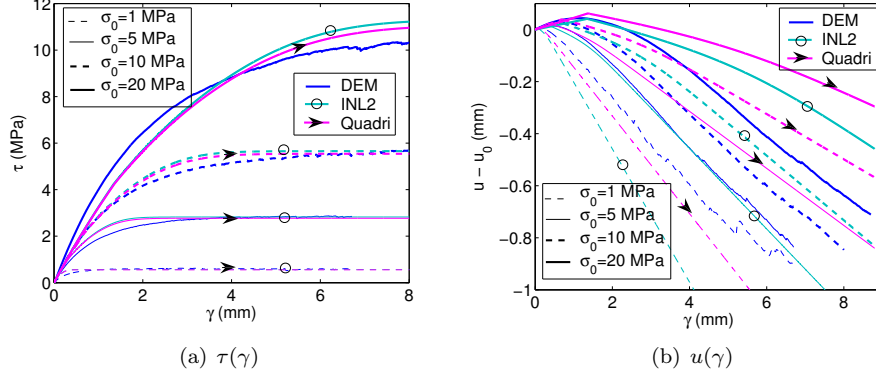 12
10
8
6
4
2
0
τ (MPa)
0 2 4 6 8
γ (mm)
σ0=1 MPa
σ0=5 MPa
σ0=10 MPa
σ0=20 MPa
DEM
INL2
Quadri
(a) τ(γ)
0
−0.2
−0.4
−0.6
−0.8
−1
u − u0 (mm)
0 2 4 6 8
γ (mm)
DEM
INL2
Quadri
σ0=1 MPa
σ0=5 MPa
σ0=10 MPa
σ0=20 MPa
(b) u(γ)